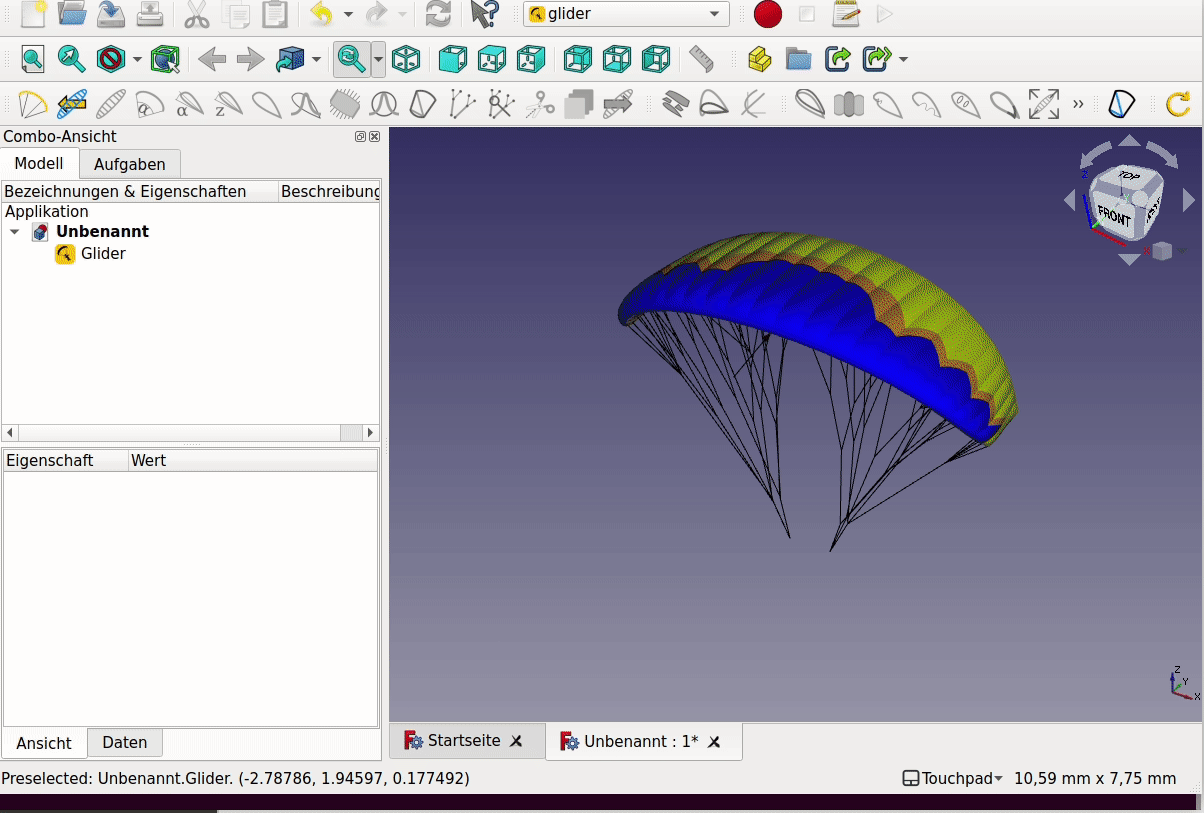 glider
Combo-Ansicht
Modell
Aufgaben
Bezeichnungen & Eigenschaften
Beschreibung
Applikation
Unbenannt
Glider
Eigenschaft
Wert
Ansicht
Daten
TOP
FRONT
Z
Y
X
Startseite
Unbenannt : 1*
Preselected: Unbenannt.Glider. (-2.78786, 1.94597, 0.177492)
Touchpad
10,59 mm x 7,75 mm